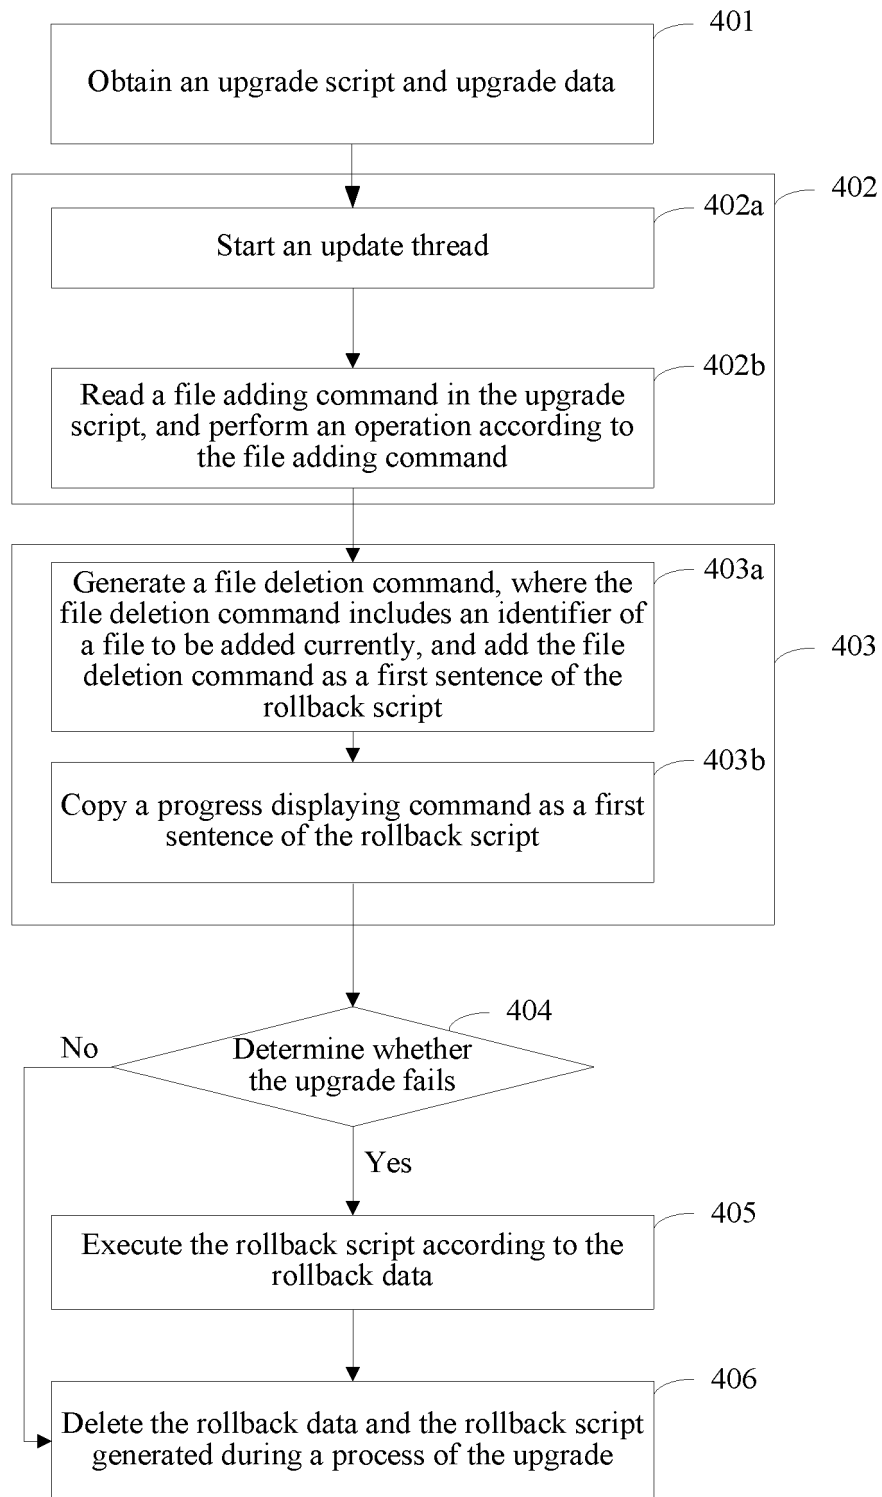 401
Obtain an upgrade script and upgrade data
402
402a
Start an update thread
402b
Read a file adding command in the upgrade
script, and perform an operation according to
the file adding command
403a
Generate a file deletion command, where the
file deletion command includes an identifier of
a file to be added currently, and add the file
deletion command as a first sentence of the
rollback script
403
403b
Copy a progress displaying command as a first
sentence of the rollback script
404
Determine whether
the upgrade fails
No
Yes
405
Execute the rollback script according to the
rollback data
406
Delete the rollback data and the rollback script
generated during a process of the upgrade